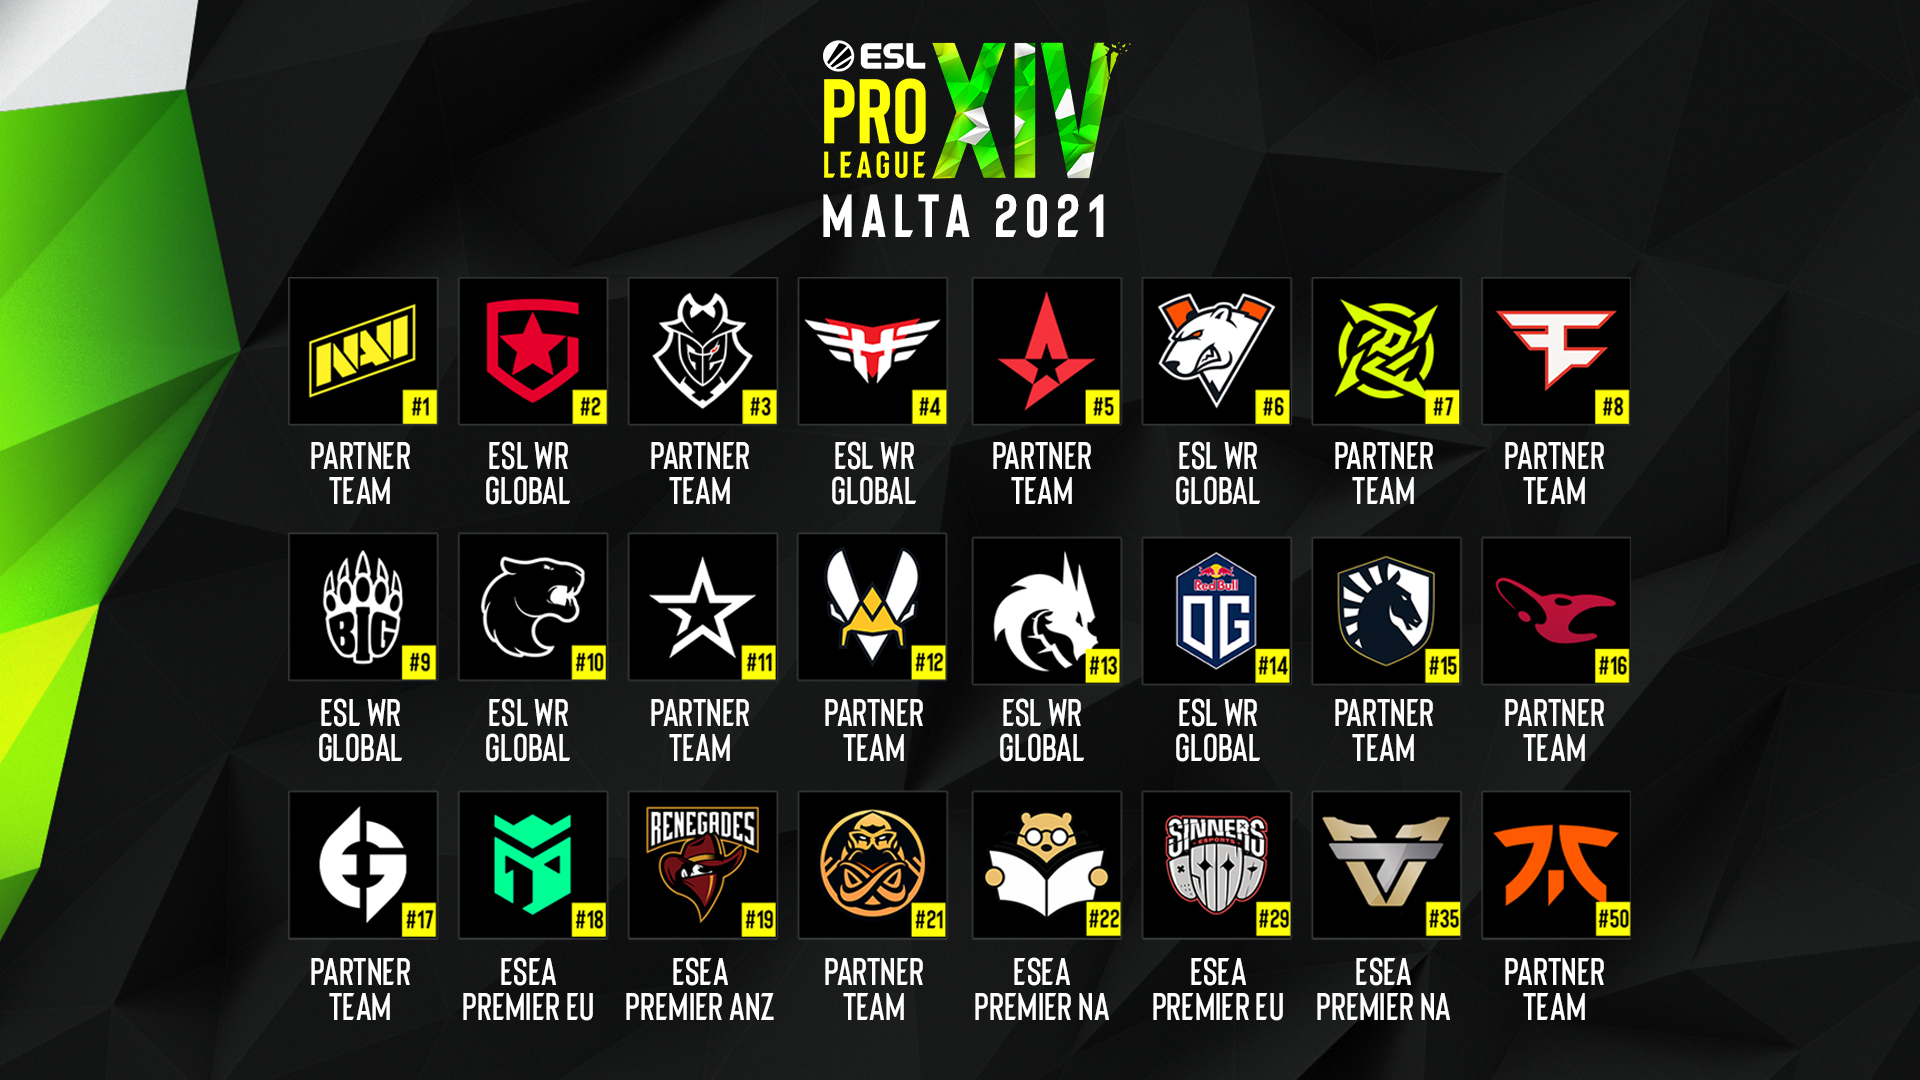 ESL
PRO
LEAGUE
XIV
MALTA 2021
NAVI
#1
#2
G2
#3
H
#4
#5
#6
#7
#8
PARTNER TEAM
ESL WR GLOBAL
PARTNER TEAM
ESL WR GLOBAL
PARTNER TEAM
ESL WR GLOBAL
PARTNER TEAM
PARTNER TEAM
BIG
#9
#10
#11
#12
#13
Red Bull
OG
#14
#15
#16
ESL WR GLOBAL
ESL WR GLOBAL
PARTNER TEAM
PARTNER TEAM
ESL WR GLOBAL
ESL WR GLOBAL
PARTNER TEAM
PARTNER TEAM
#17
#18
RENEGADES
#19
#21
#22
SINNERS
ESPORTS
#29
#35
#50
PARTNER TEAM
ESEA PREMIER EU
ESEA PREMIER ANZ
PARTNER TEAM
ESEA PREMIER NA
ESEA PREMIER EU
ESEA PREMIER NA
PARTNER TEAM